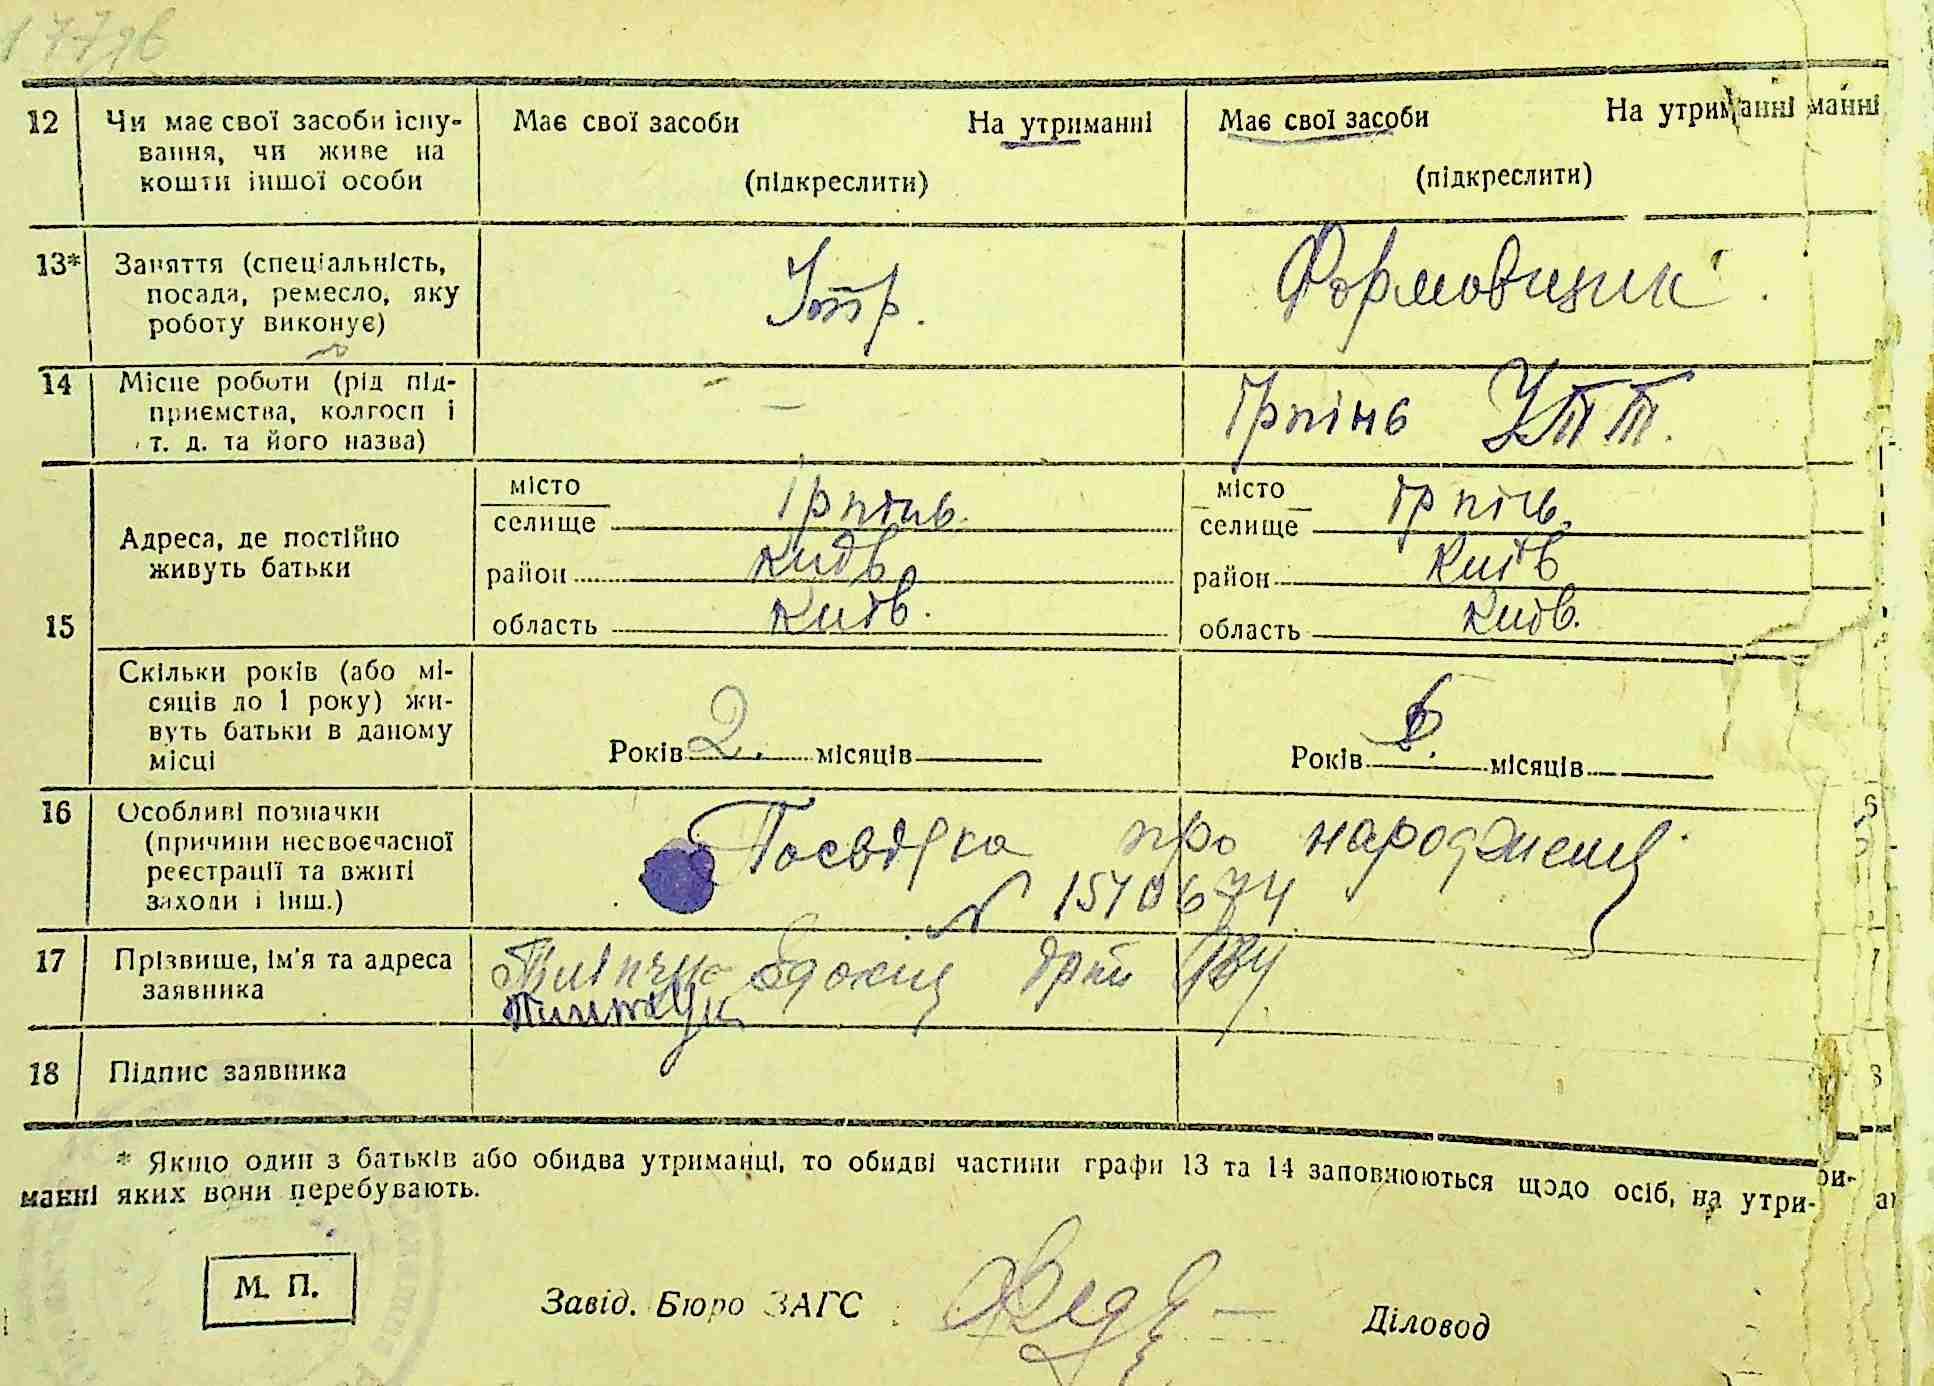 177зв
12 Чи має свої засоби існу- Має свої засоби На утриманні Має свої засоби На утриманні манні
вання, чи живе на
кошти іншої особи (підкреслити) (підкреслити)
13* Заняття (спеціальність, Утр. Формовщик
посада, ремесло, яку
роботу виконує)
14 Місце роботи (рід під- — Ірпінь УТТ.
приємства, колгосп і
т. д. та його назва)
місто Ірпінь. місто Ірпінь.
селище селище
Адреса, де постійно
живуть батьки район Київ район Київ
15 область Київ. область Київ.
Скільки років (або мі-
сяців до 1 року) жи-
вуть батьки в даному Років 2. місяців Років місяців
місці
16 Особливі позначки Посвідка про народження
(причини несвоєчасної
реєстрації та вжиті № 1510674
заходи і інш.)
17 Прізвище, ім'я та адреса
заявника
18 Підпис заявника
* Якщо один з батьків або обидва утриманці, то обидві частини графи 13 та 14 заповнюються щодо осіб, на утри-
манні яких вони перебувають.
М. П.
Завід. Бюро ЗАГС Діловод